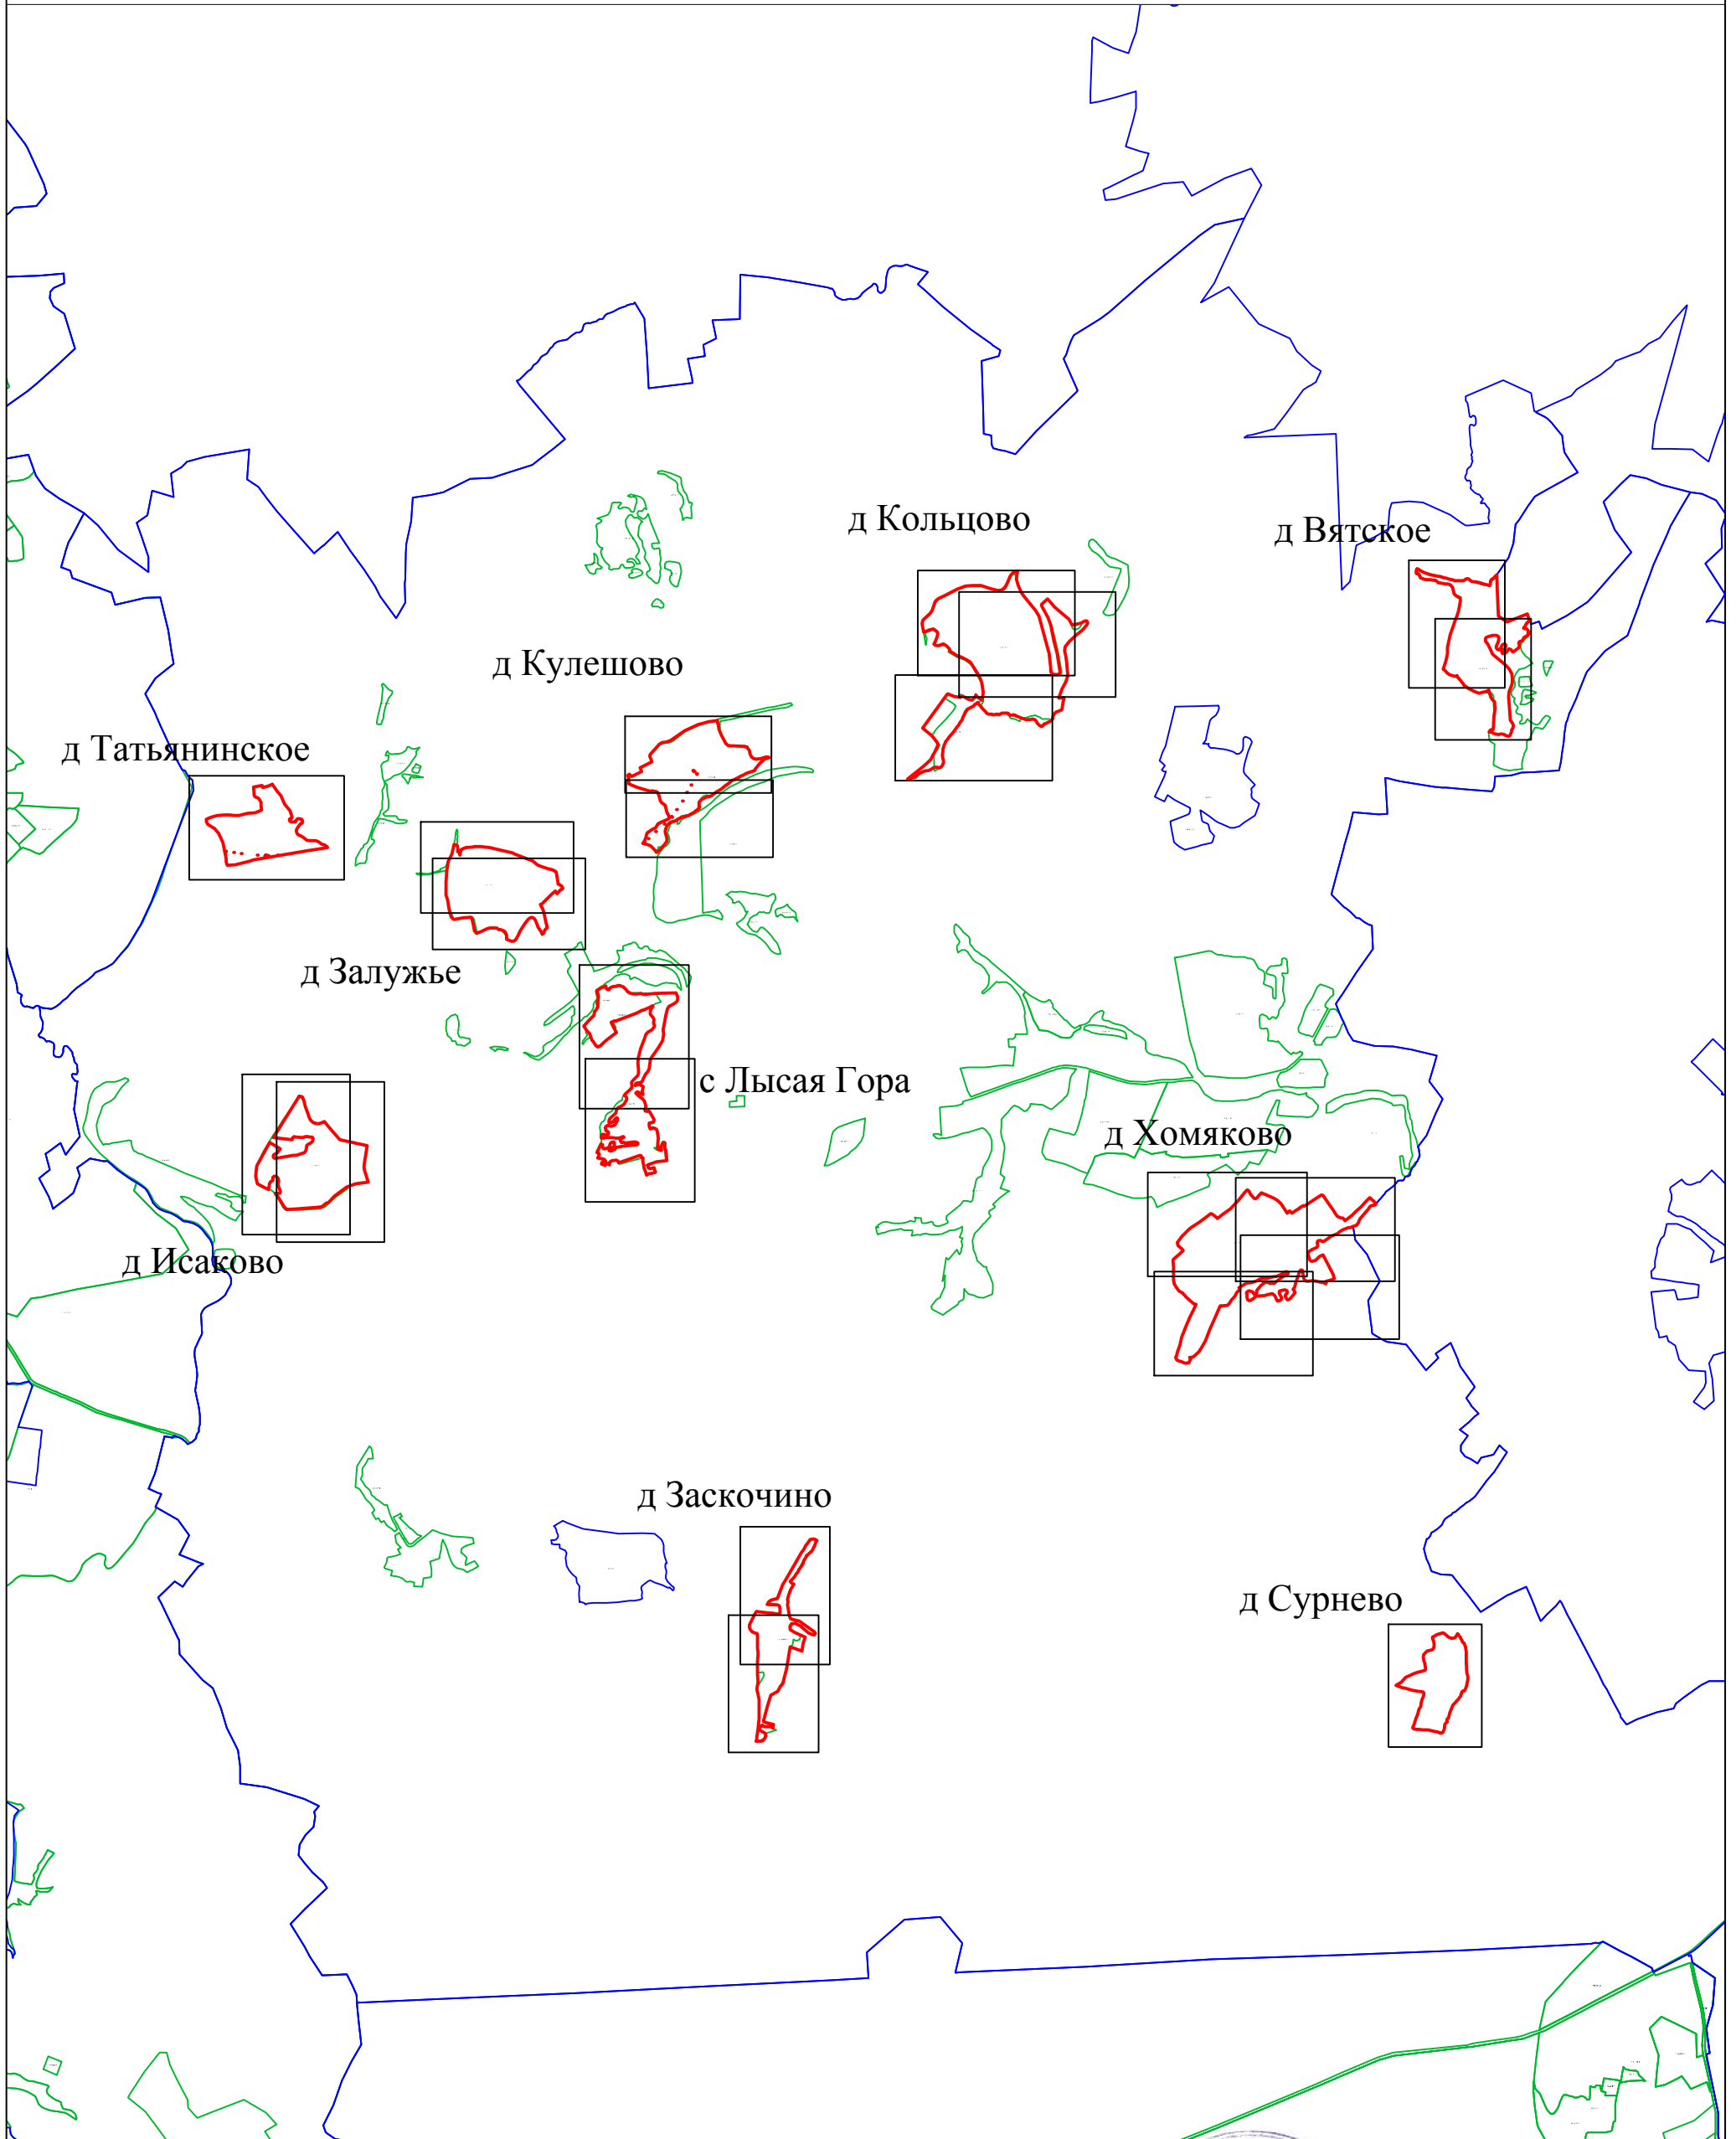 д Кольцово
д Вятское
д Кулешово
д Татьянинское
д Залужье
с Лысая Гора
д Хомяково
д Исаково
д Заскочино
д Сурнево